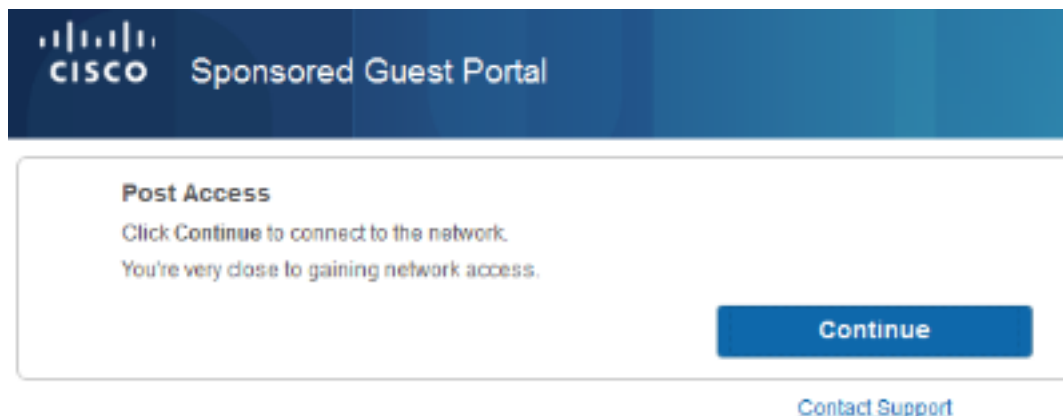 CISCO
Sponsored Guest Portal
Post Access
Click Continue to connect to the network.
You're very close to gaining network access.
Continue
Contact Support